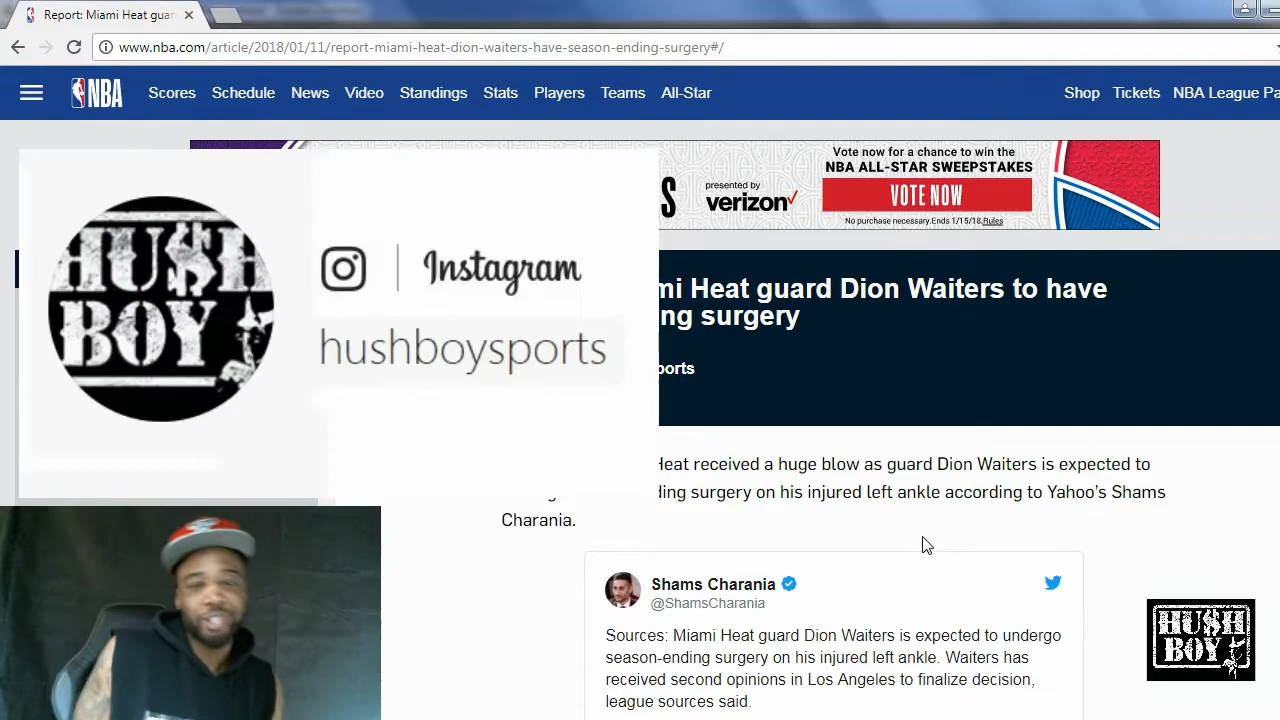 Report: Miami Heat guar
www.nba.com/article/2018/01/11/report-miami-heat-dion-waiters-have-season-ending-surgery#/
NBA Scores Schedule News Video Standings Stats Players Teams All-Star Shop Tickets NBA League Pa
Vote now for a chance to win the
NBA ALL-STAR SWEEPSTAKES
S presented by
verizon
VOTE NOW
No purchase necessary.Ends 1/15/18.Rules
HU$H
BOY
Instagram
hushboysports
mi Heat guard Dion Waiters to have
ng surgery
ports
Heat received a huge blow as guard Dion Waiters is expected to
ding surgery on his injured left ankle according to Yahoo's Shams
Charania.
Shams Charania
@ShamsCharania
Sources: Miami Heat guard Dion Waiters is expected to undergo
season-ending surgery on his injured left ankle. Waiters has
received second opinions in Los Angeles to finalize decision,
league sources said.
HU$H
BOY